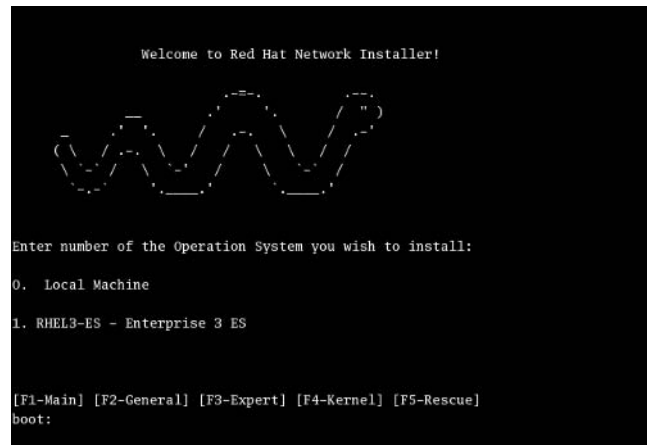 Welcome to Red Hat Network Installer!
Enter number of the Operation System you wish to install:
0.  Local Machine
1. RHEL3-ES - Enterprise 3 ES
[F1-Main] [F2-General] [F3-Expert] [F4-Kernel] [F5-Rescue]
boot: